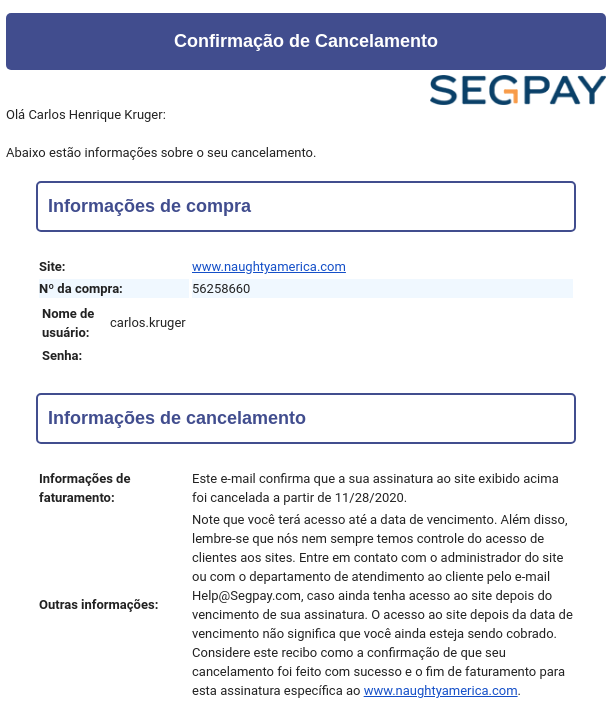 Confirmação de Cancelamento
SEGPAY
Olá Carlos Henrique Kruger:
Abaixo estão informações sobre o seu cancelamento.
Informações de compra
Site: www.naughtyamerica.com
Nº da compra: 56258660
Nome de
usuário: carlos.kruger
Senha:
Informações de cancelamento
Informações de
faturamento:
Este e-mail confirma que a sua assinatura ao site exibido acima
foi cancelada a partir de 11/28/2020.
Outras informações:
Note que você terá acesso até a data de vencimento. Além disso,
lembre-se que nós nem sempre temos controle do acesso de
clientes aos sites. Entre em contato com o administrador do site
ou com o departamento de atendimento ao cliente pelo e-mail
Help@Segpay.com, caso ainda tenha acesso ao site depois do
vencimento de sua assinatura. O acesso ao site depois da data de
vencimento não significa que você ainda esteja sendo cobrado.
Considere este recibo como a confirmação de que seu
cancelamento foi feito com sucesso e o fim de faturamento para
esta assinatura específica ao www.naughtyamerica.com.